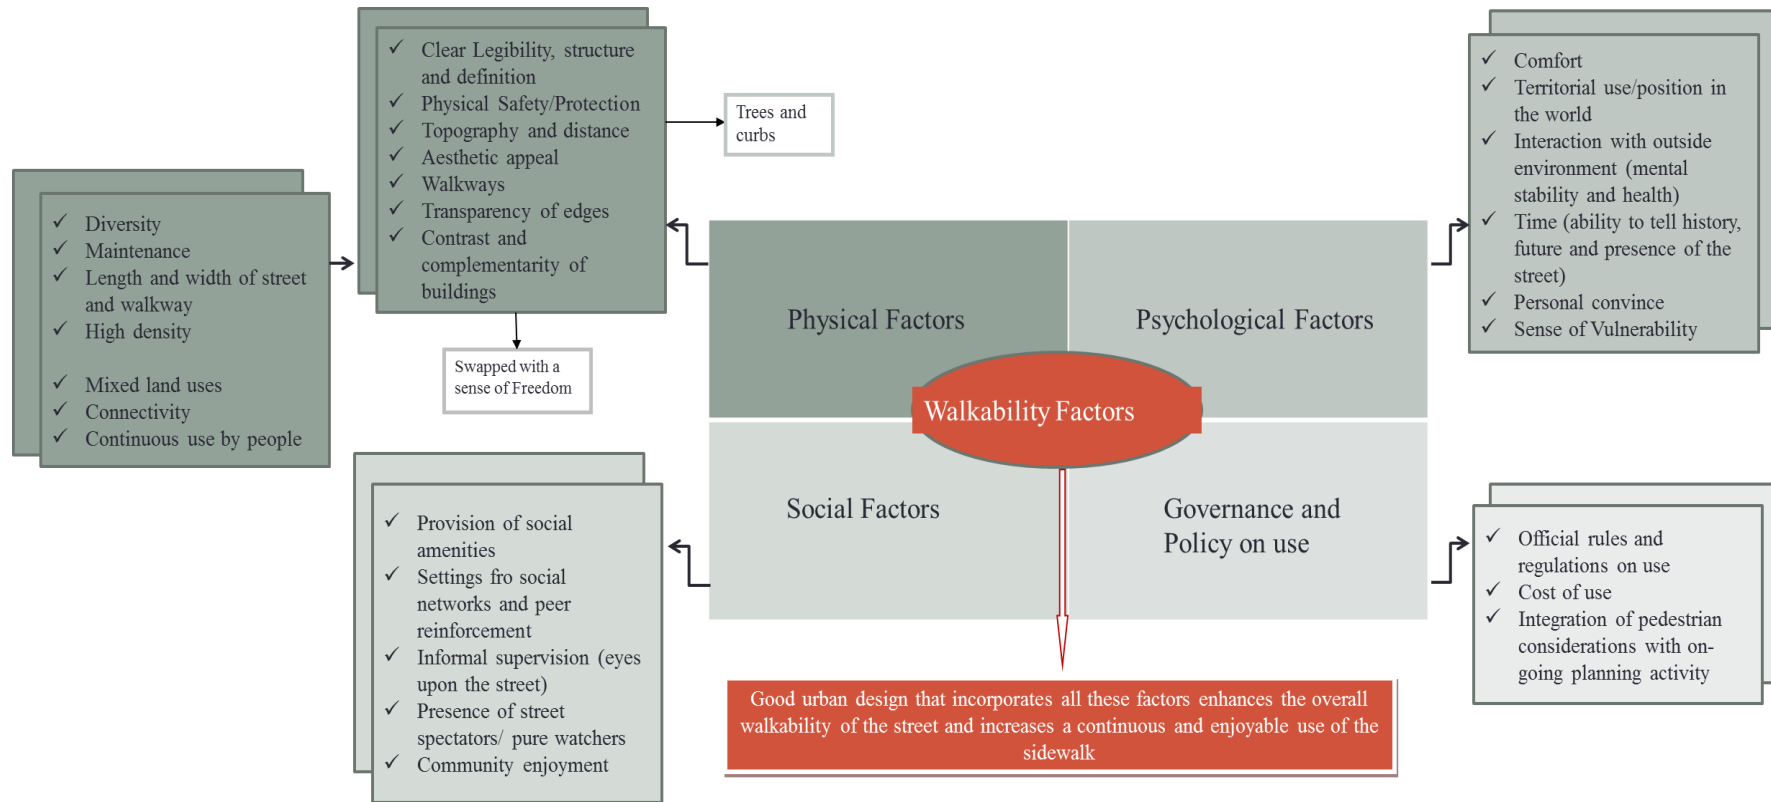 ✓ Clear Legibility, structure
and definition
✓ Physical Safety/Protection
✓ Topography and distance
✓ Aesthetic appeal
✓ Walkways
✓ Transparency of edges
✓ Contrast and
complementarity of
buildings
Trees and
curbs
✓ Comfort
✓ Territorial use/position in
the world
✓ Interaction with outside
environment (mental
stability and health)
✓ Time (ability to tell history,
future and presence of the
street)
✓ Personal convince
✓ Sense of Vulnerability
✓ Diversity
✓ Maintenance
✓ Length and width of street
and walkway
✓ High density
✓ Mixed land uses
✓ Connectivity
✓ Continuous use by people
Swapped with a
sense of Freedom
Physical Factors
Psychological Factors
Walkability Factors
Social Factors
Governance and
Policy on use
✓ Provision of social
amenities
✓ Settings fro social
networks and peer
reinforcement
✓ Informal supervision (eyes
upon the street)
✓ Presence of street
spectators/ pure watchers
✓ Community enjoyment
✓ Official rules and
regulations on use
✓ Cost of use
✓ Integration of pedestrian
considerations with on-
going planning activity
Good urban design that incorporates all these factors enhances the overall
walkability of the street and increases a continuous and enjoyable use of the
sidewalk